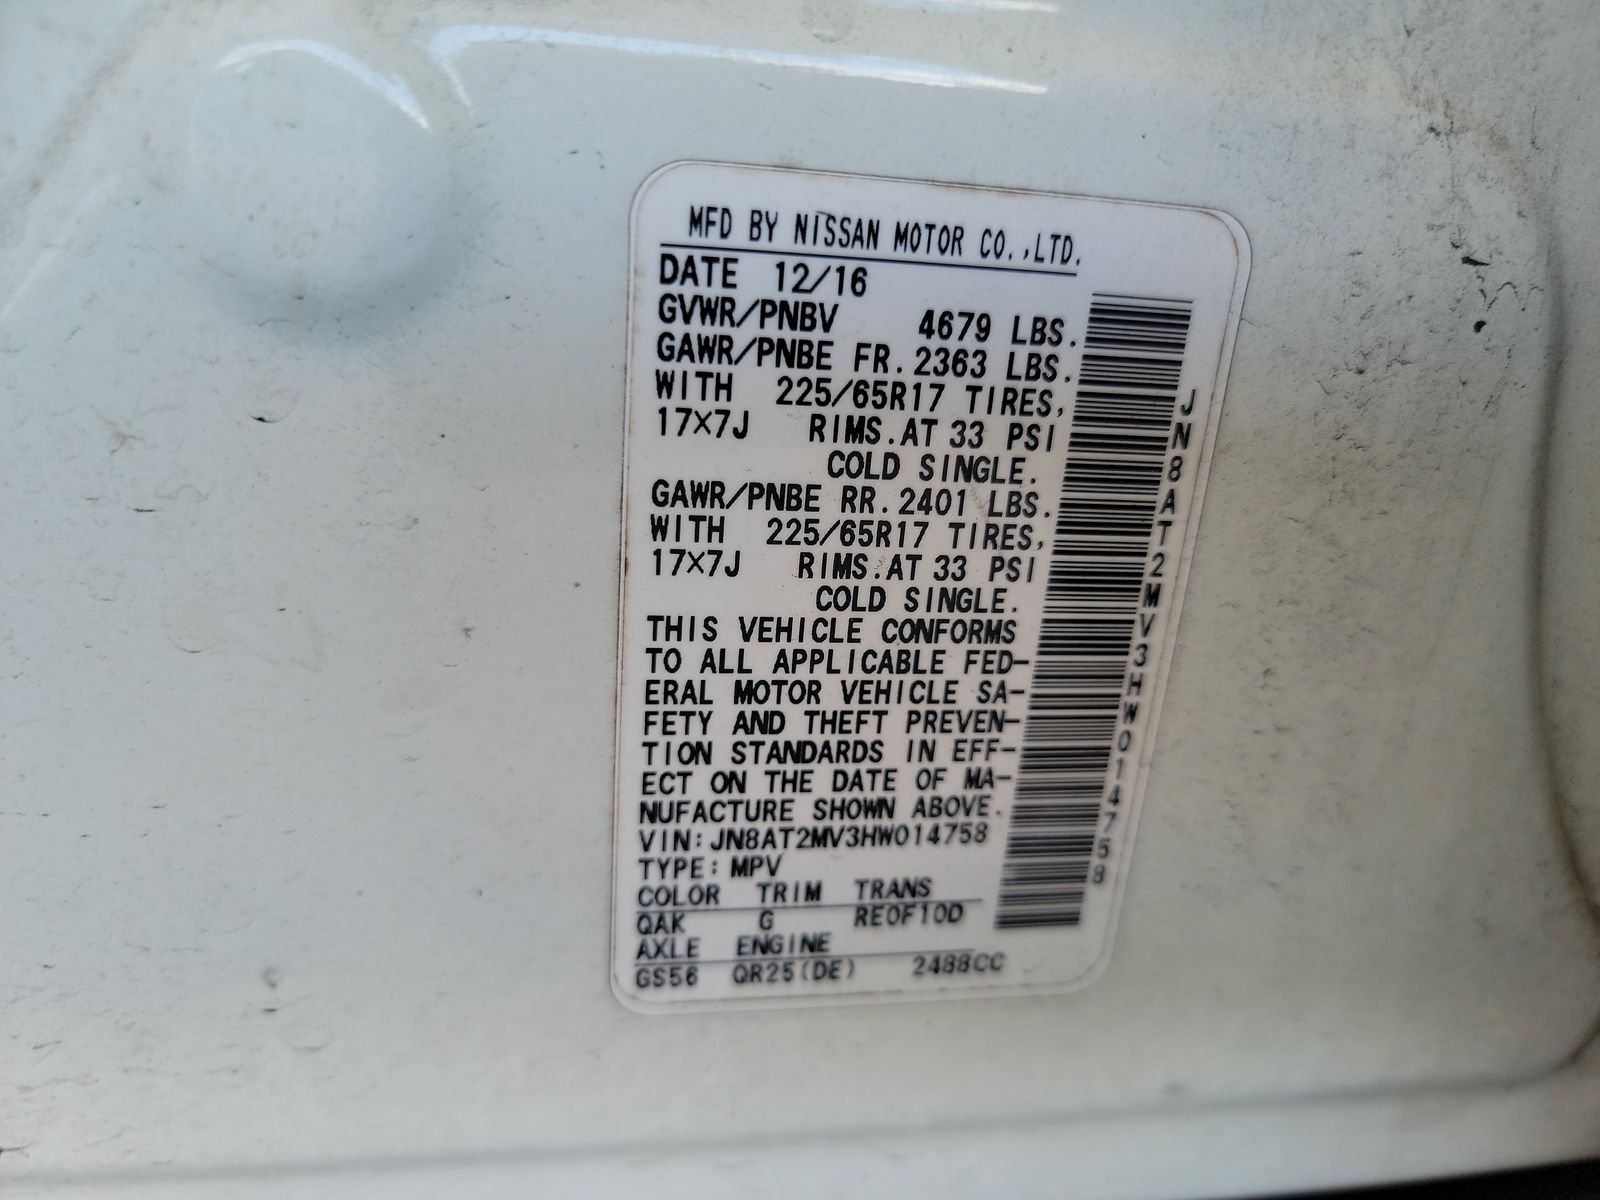 MFD BY NISSAN MOTOR CO.,LTD.
DATE 12/16
GVWR/PNBV 4679 LBS.
GAWR/PNBE FR.2363 LBS.
WITH 225/65R17 TIRES,
17X7J RIMS.AT 33 PSI
COLD SINGLE.
GAWR/PNBE RR.2401 LBS.
WITH 225/65R17 TIRES,
17X7J RIMS.AT 33 PSI
COLD SINGLE.
THIS VEHICLE CONFORMS
TO ALL APPLICABLE FED-
ERAL MOTOR VEHICLE SA-
FETY AND THEFT PREVEN-
TION STANDARDS IN EFF-
ECT ON THE DATE OF MA-
NUFACTURE SHOWN ABOVE.
VIN:JN8AT2MV3HW014758
TYPE:MPV
COLOR TRIM TRANS
QAK G RE0F10D
AXLE ENGINE
GS56 QR25(DE) 2488CC
JN8AT2MV3HW014758